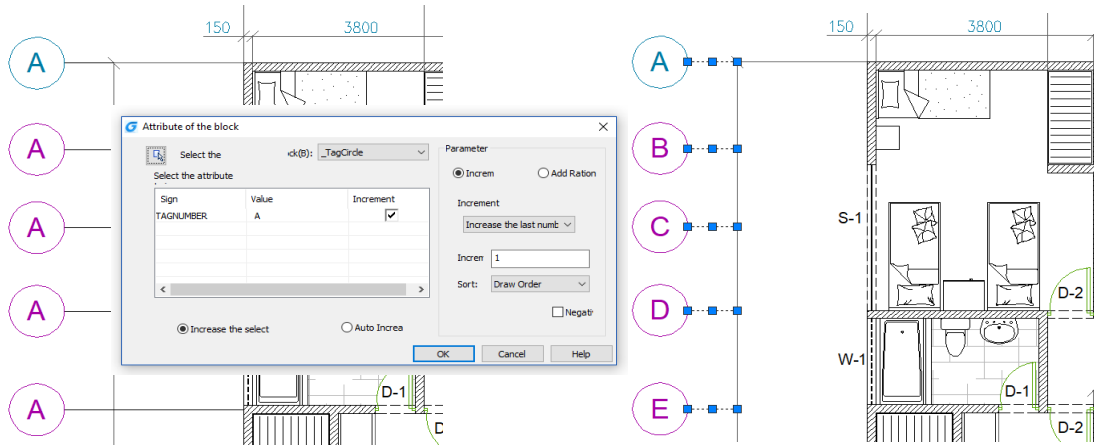 150
3800
A
A
A
A
A
Attribute of the block
Select the
ck(B):
_TagCircle
Select the attribute
Sign
Value
Increment
TAGNUMBER
A
Increase the select
Auto Increa
Parameter
Increm
Add Ration
Increment
Increase the last numb
Increm
1
Sort:
Draw Order
Negati
OK
Cancel
Help
D-1
D
150
3800
A
B
C
D
E
S-1
D-2
W-1
D-1
D-2